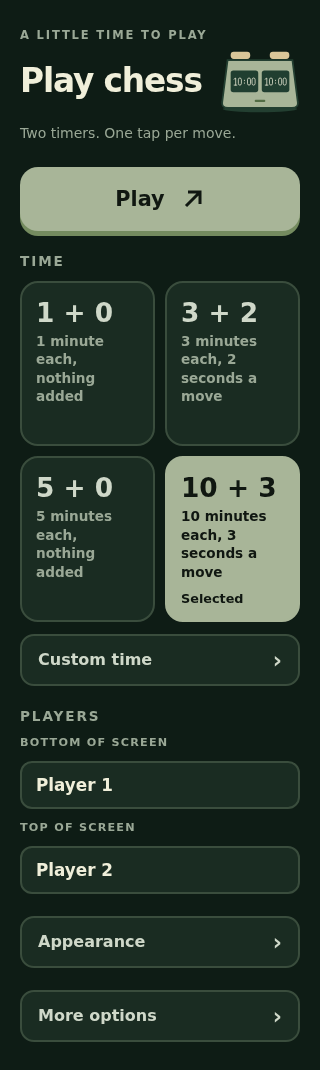 A LITTLE TIME TO PLAY
Play chess
10:00 10:00
Two timers. One tap per move.
Play
TIME
1 + 0
1 minute
each,
nothing
added
3 + 2
3 minutes
each, 2
seconds a
move
5 + 0
5 minutes
each,
nothing
added
10 + 3
10 minutes
each, 3
seconds a
move
Selected
Custom time
PLAYERS
BOTTOM OF SCREEN
Player 1
TOP OF SCREEN
Player 2
Appearance
More options